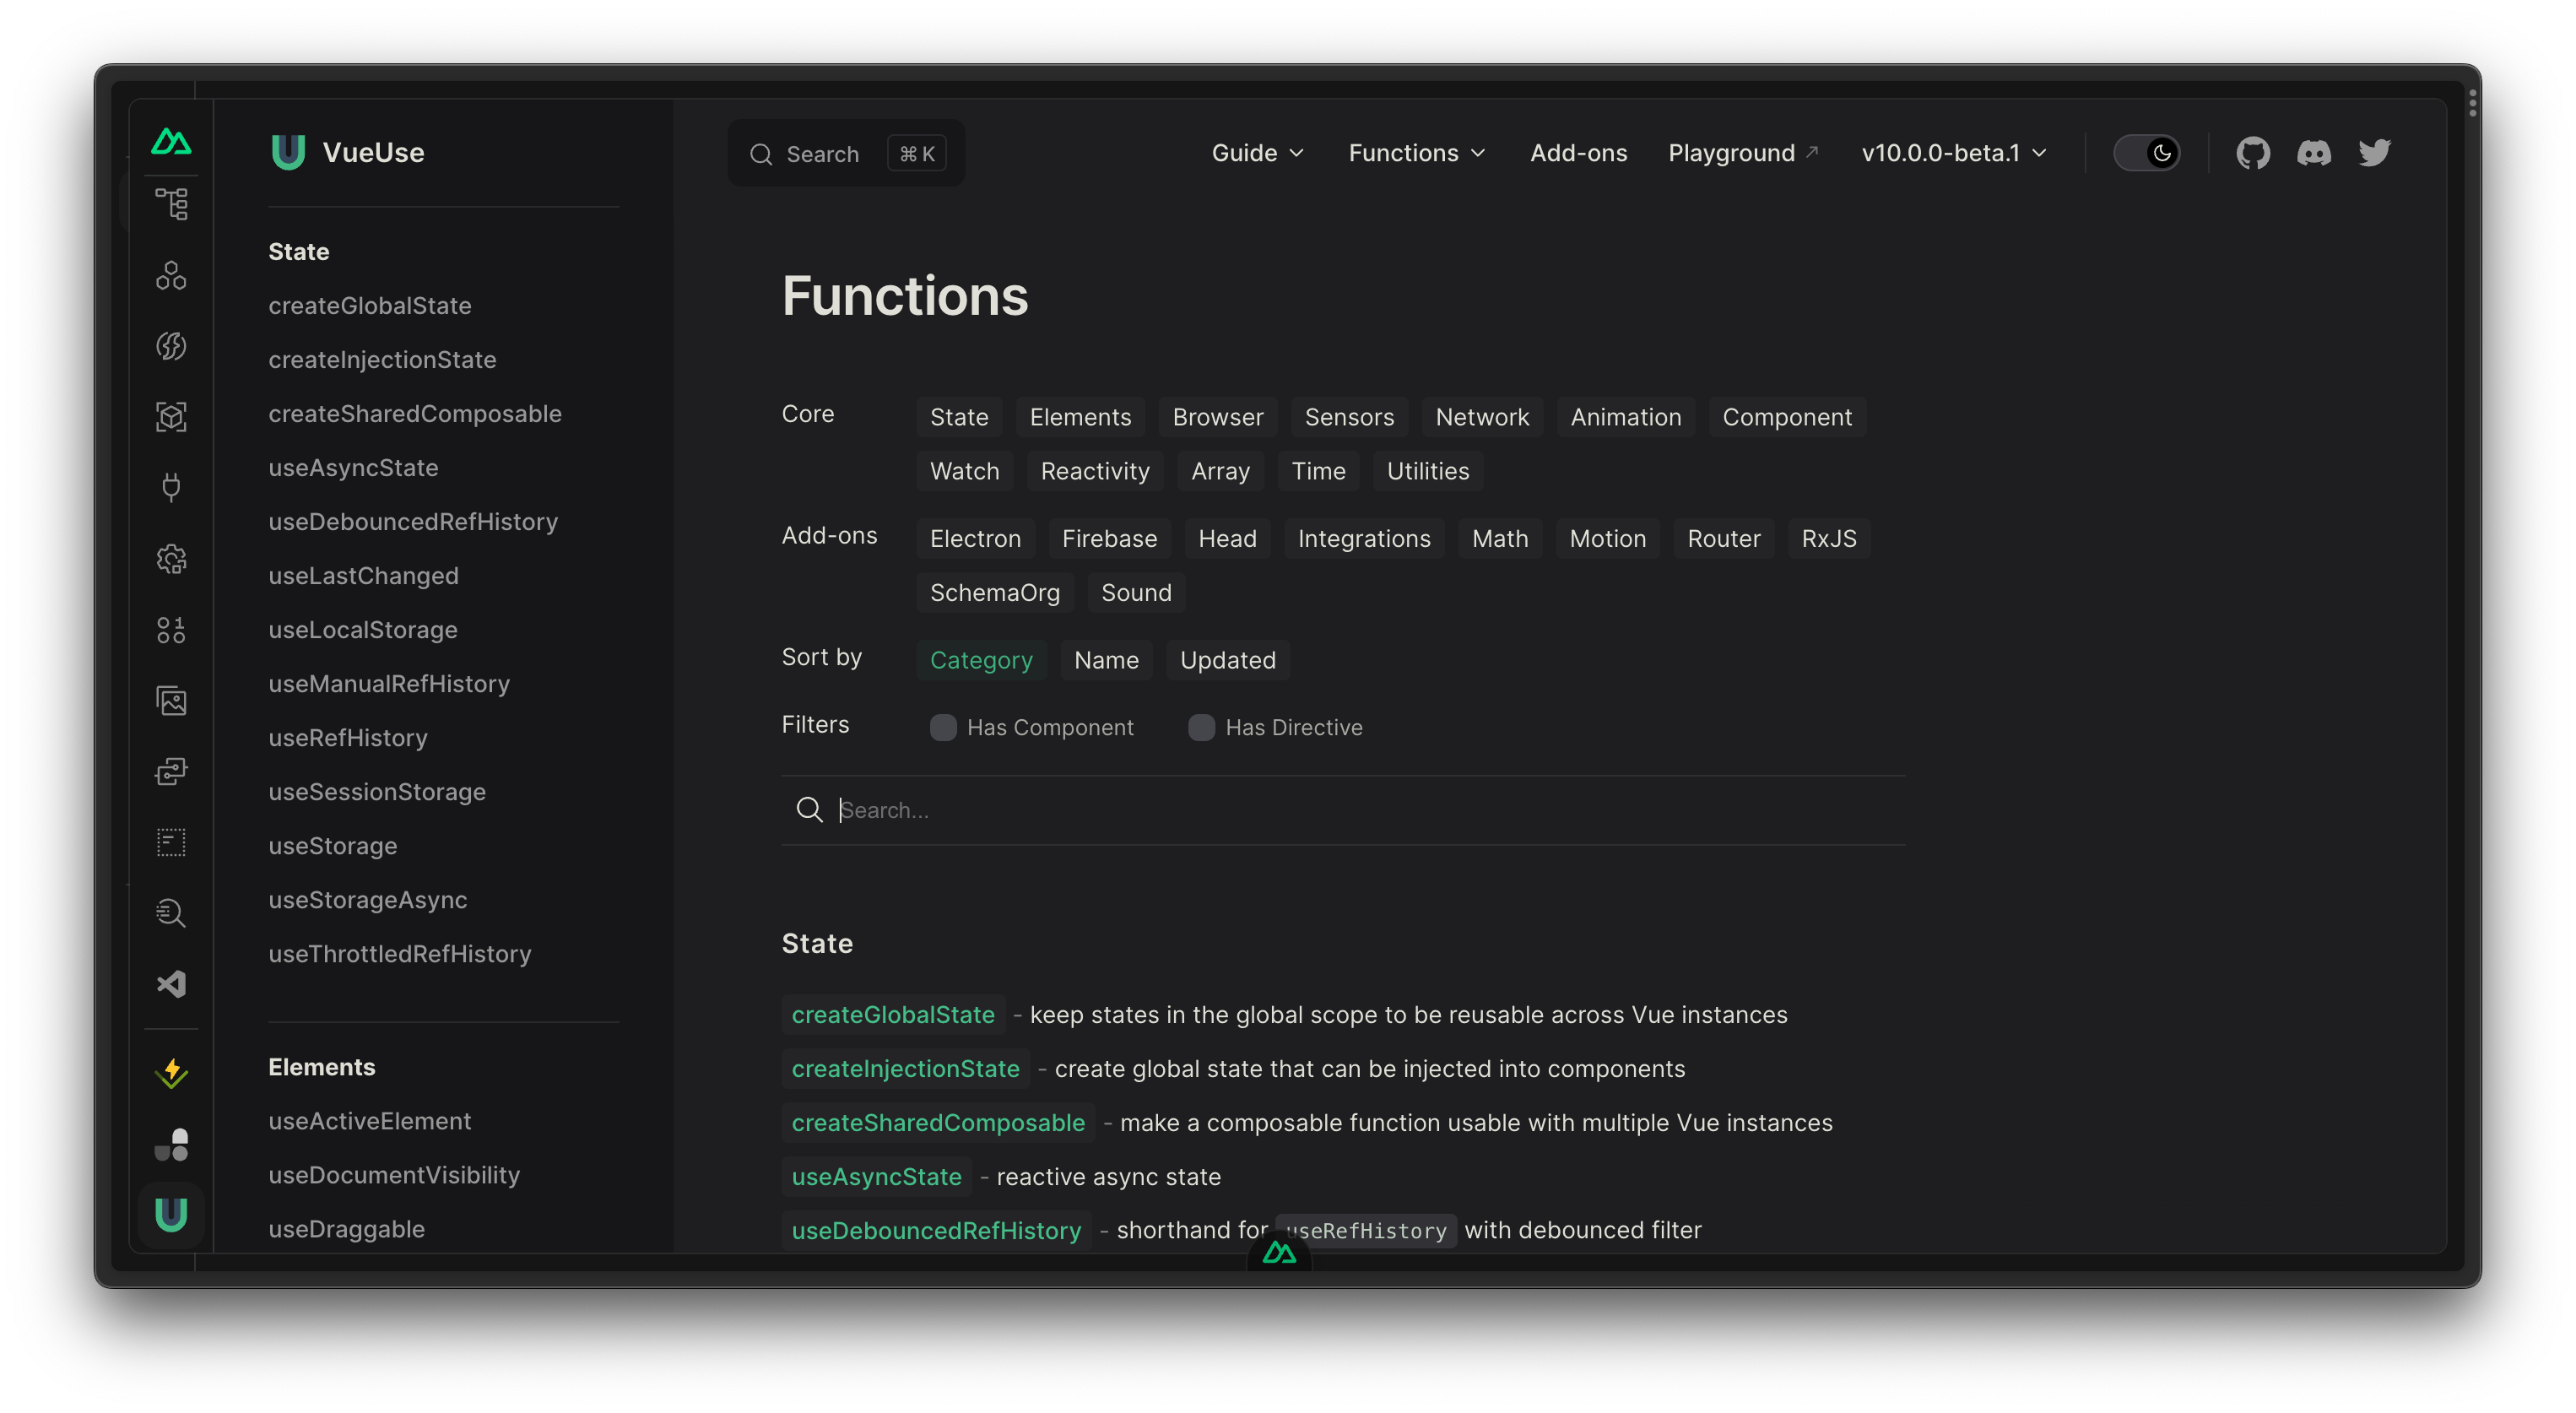 VueUse
State
createGlobalState
createInjectionState
createSharedComposable
useAsyncState
useDebouncedRefHistory
useLastChanged
useLocalStorage
useManualRefHistory
useRefHistory
useSessionStorage
useStorage
useStorageAsync
useThrottledRefHistory
Elements
useActiveElement
useDocumentVisibility
useDraggable
Search ⌘ K
Guide Functions Add-ons Playground v10.0.0-beta.1
Functions
Core State Elements Browser Sensors Network Animation Component
Watch Reactivity Array Time Utilities
Add-ons Electron Firebase Head Integrations Math Motion Router RxJS
SchemaOrg Sound
Sort by Category Name Updated
Filters Has Component Has Directive
Search...
State
createGlobalState - keep states in the global scope to be reusable across Vue instances
createInjectionState - create global state that can be injected into components
createSharedComposable - make a composable function usable with multiple Vue instances
useAsyncState - reactive async state
useDebouncedRefHistory - shorthand for useRefHistory with debounced filter